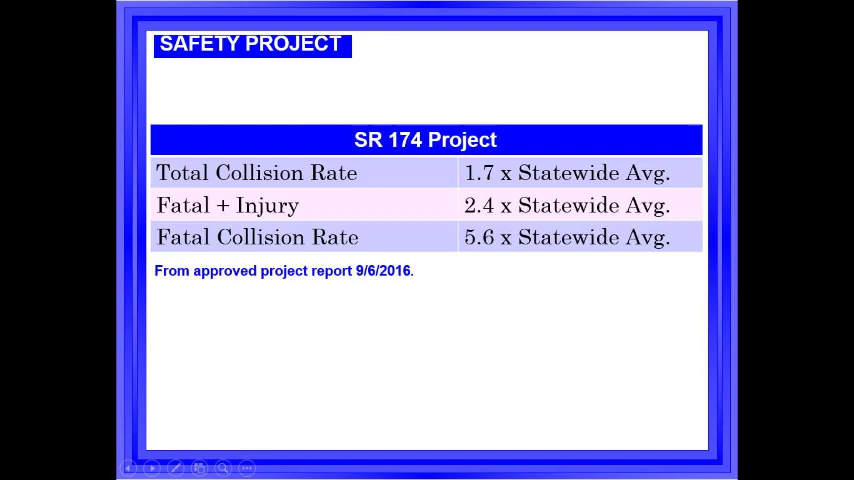 SAFETY PROJECT
SR 174 Project
Total Collision Rate 1.7 x Statewide Avg.
Fatal + Injury 2.4 x Statewide Avg.
Fatal Collision Rate 5.6 x Statewide Avg.
From approved project report 9/6/2016.